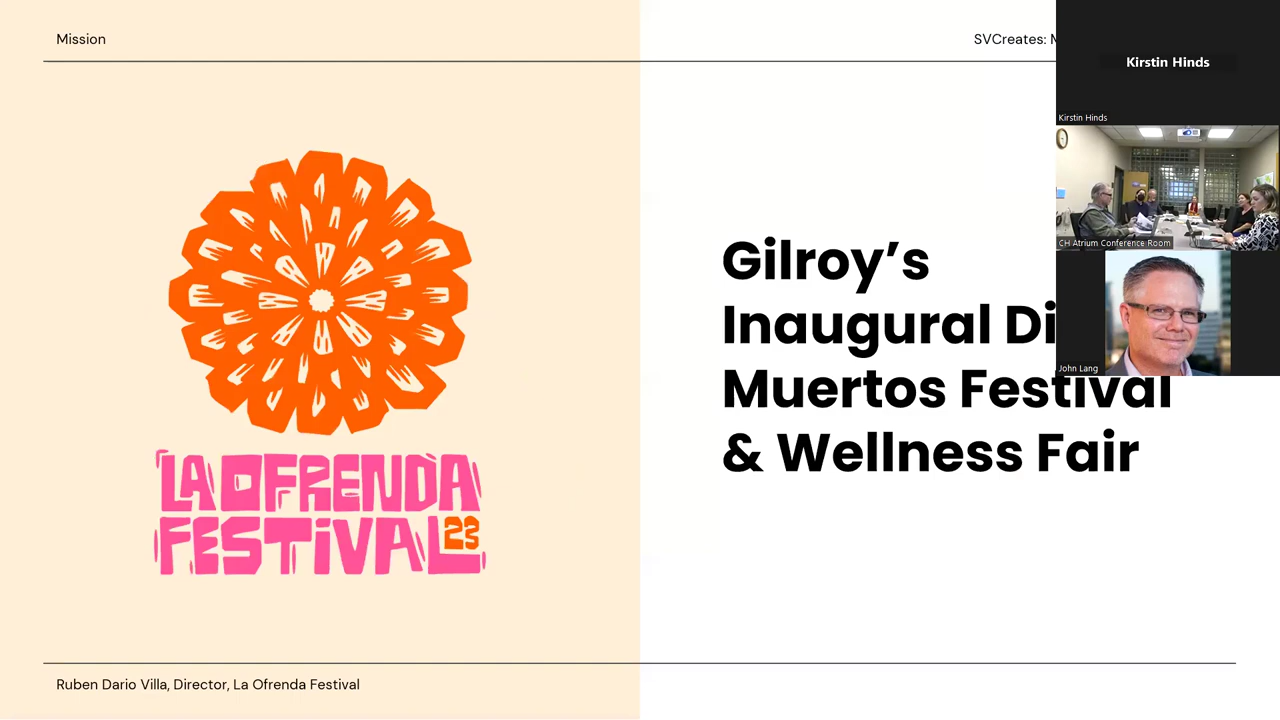 Mission
SVCreates:
Kirstin Hinds
Kirstin Hinds
CH Atrium Conference Room
John Lang
Gilroy's
Inaugural Di
Muertos Festival
& Wellness Fair
LA OFRENDA
FESTIVAL 23
Ruben Dario Villa, Director, La Ofrenda Festival